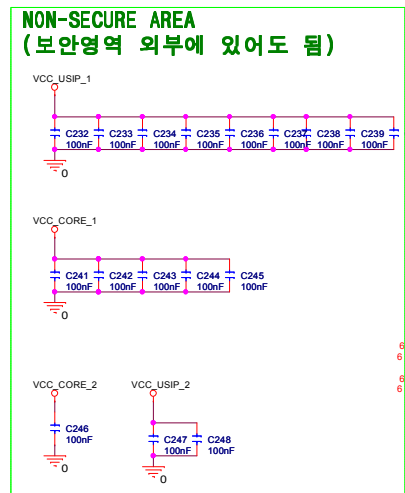 NON-SECURE AREA
(보안영역 외부에 있어도 됨)
VCC_USIP_1
C232 C233 C234 C235 C236 C237 C238 C239
100nF 100nF 100nF 100nF 100nF 100nF 100nF 100nF
0
VCC_CORE_1
C241 C242 C243 C244 C245
100nF 100nF 100nF 100nF 100nF
0
6
6
VCC_CORE_2 VCC_USIP_2
6
6
C246 C247 C248
100nF 100nF 100nF
0 0